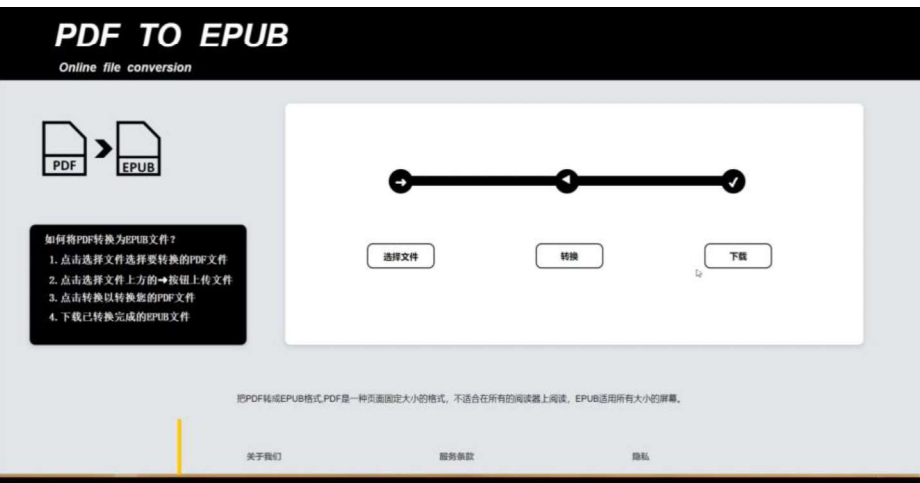 PDF TO EPUB
Online file conversion
PDF
EPUB
如何将PDF转换为EPUB文件?
1. 点击选择文件选择要转换的PDF文件
2. 点击选择文件上方的➔按钮上传文件
3. 点击转换以转换您的PDF文件
4. 下载已转换完成的EPUB文件
选择文件
转换
下载
把PDF转成EPUB格式,PDF是一种页面固定大小的格式，不适合在所有的阅读器上阅读，EPUB适用所有大小的屏幕。
关于我们
服务条款
隐私